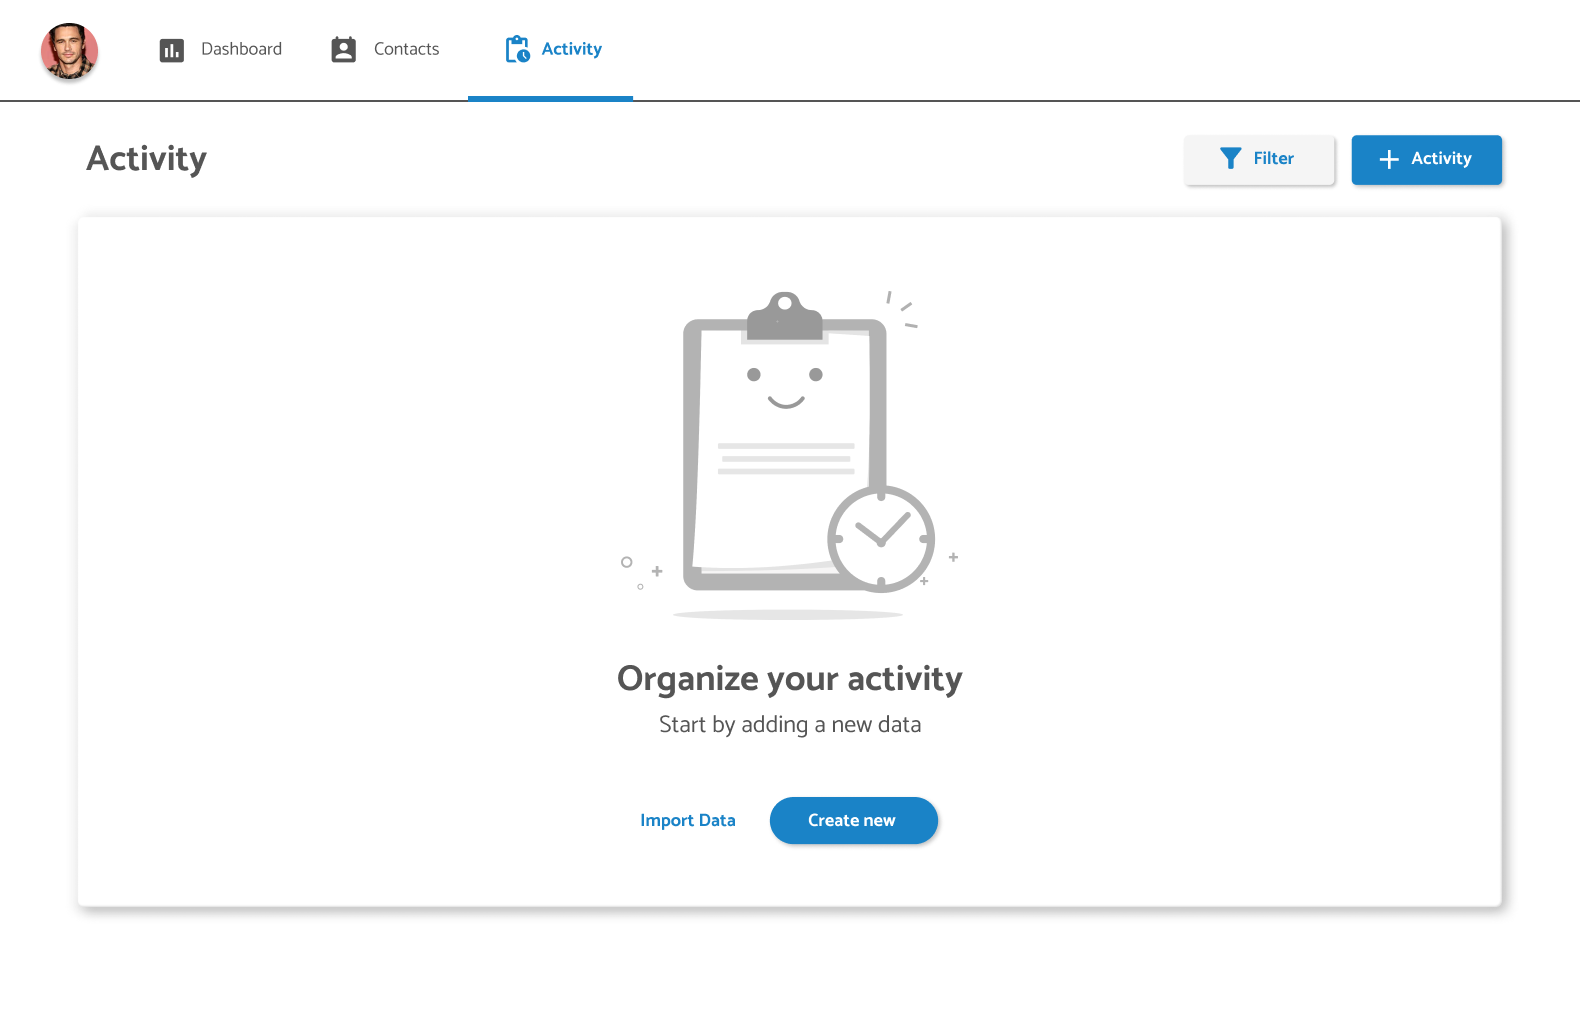 Dashboard
Contacts
Activity
Activity
Filter
Activity
Organize your activity
Start by adding a new data
Import Data
Create new